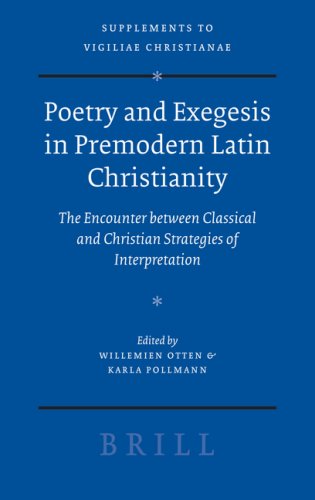 SUPPLEMENTS TO
VIGILIAE CHRISTIANAE
*
Poetry and Exegesis
in Premodern Latin
Christianity
The Encounter between Classical
and Christian Strategies of
Interpretation
*
Edited by
WILLEMIEN OTTEN &
KARLA POLLMANN
BRILL